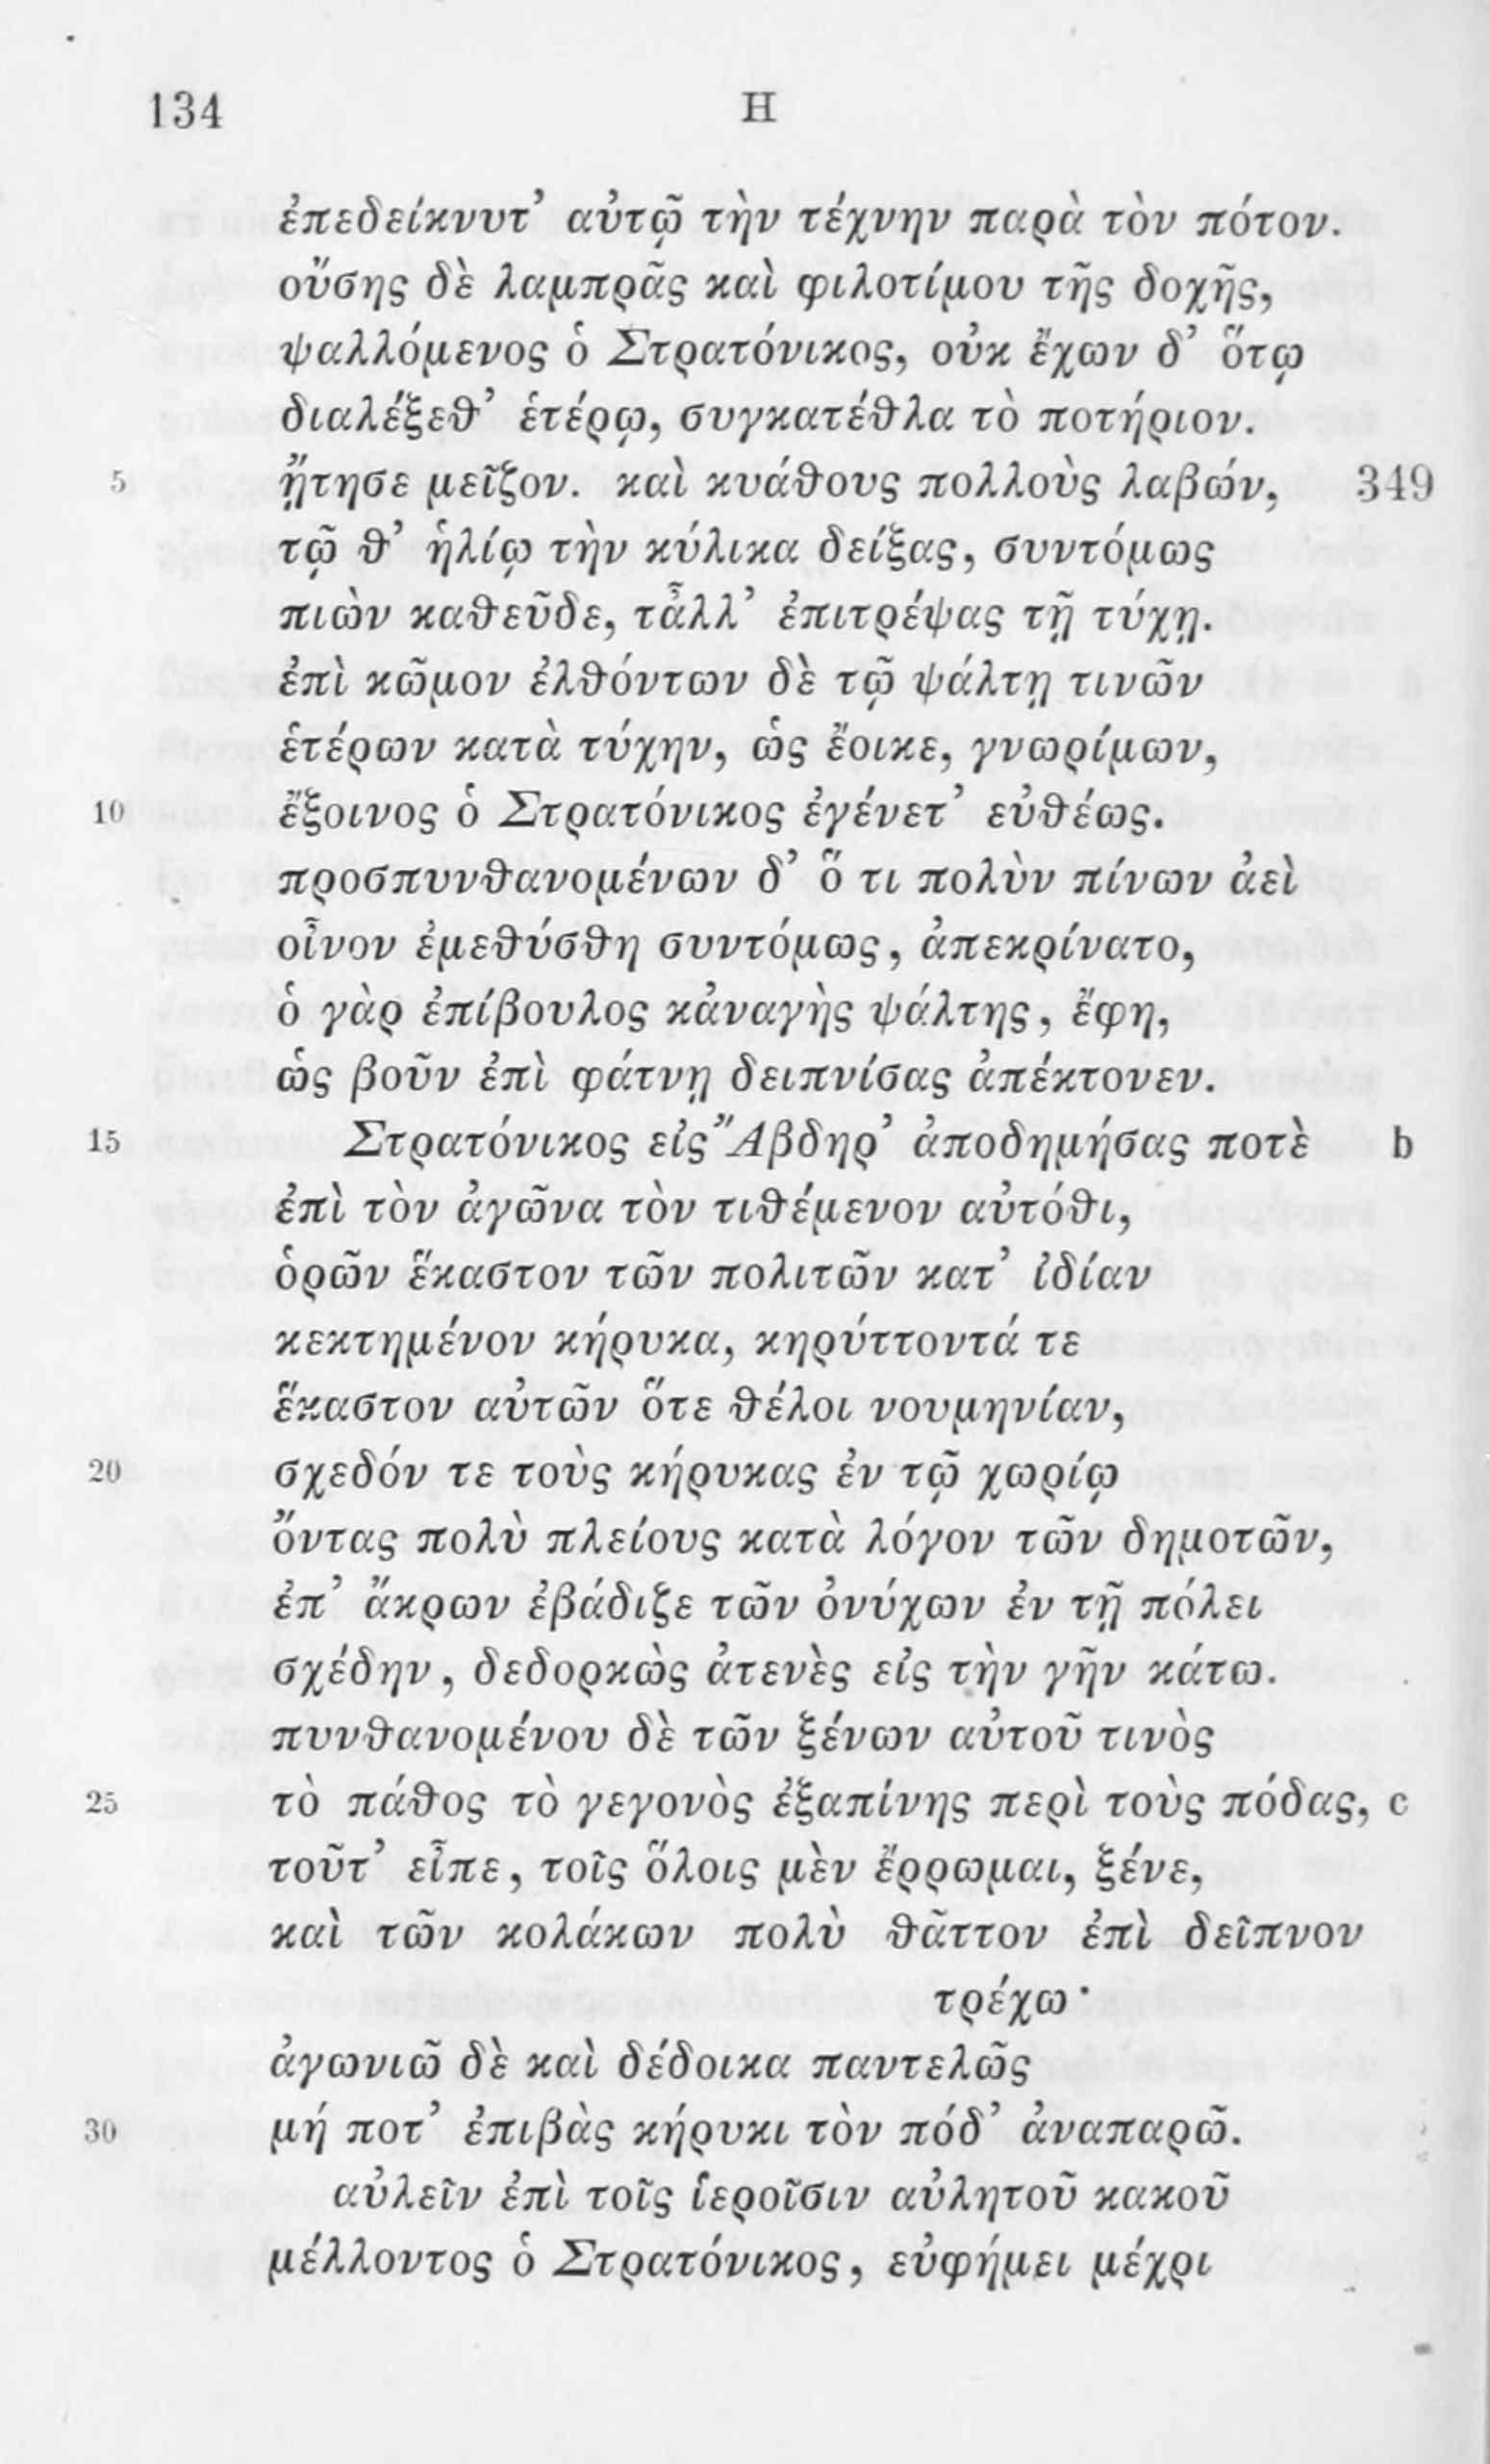 134 Η
ἐπεδείκνυτ’ αὐτῷ τὴν τέχνην παρὰ τὸν πότον.
οὔσης δὲ λαμπρᾶς καὶ φιλοτίμου τῆς δοχῆς,
ψαλλόμενος ὁ Στρατόνικος, οὐκ ἔχων δ’ ὅτῳ
διαλέξεθ’ ἑτέρῳ, συγκατέθλα τὸ ποτήριον.
5 ᾔτησε μεῖζον. καὶ κυάθους πολλοὺς λαβών, 349
τῷ θ’ ἡλίῳ τὴν κύλικα δείξας, συντόμως
πιὼν καθεῦδε, τἆλλ’ ἐπιτρέψας τῇ τύχῃ.
ἐπὶ κῶμον ἐλθόντων δὲ τῷ ψάλτῃ τινῶν
ἑτέρων κατὰ τύχην, ὡς ἔοικε, γνωρίμων,
10 ἔξοινος ὁ Στρατόνικος ἐγένετ’ εὐθέως.
προσπυνθανομένων δ’ ὅ τι πολὺν πίνων ἀεὶ
οἶνον ἐμεθύσθη συντόμως, ἀπεκρίνατο,
ὁ γὰρ ἐπίβουλος κἀναγὴς ψάλτης, ἔφη,
ὡς βοῦν ἐπὶ φάτνῃ δειπνίσας ἀπέκτονεν.
15 Στρατόνικος εἰς Ἄβδηρ’ ἀποδημήσας ποτὲ b
ἐπὶ τὸν ἀγῶνα τὸν τιθέμενον αὐτόθι,
ὁρῶν ἕκαστον τῶν πολιτῶν κατ’ ἰδίαν
κεκτημένον κήρυκα, κηρύττοντά τε
ἕκαστον αὐτῶν ὅτε θέλοι νουμηνίαν,
20 σχεδόν τε τοὺς κήρυκας ἐν τῷ χωρίῳ
ὄντας πολὺ πλείους κατὰ λόγον τῶν δημοτῶν,
ἐπ’ ἄκρων ἐβάδιζε τῶν ὀνύχων ἐν τῇ πόλει
σχέδην, δεδορκὼς ἀτενὲς εἰς τὴν γῆν κάτω.
πυνθανομένου δὲ τῶν ξένων αὐτοῦ τινὸς
25 τὸ πάθος τὸ γεγονὸς ἐξαπίνης περὶ τοὺς πόδας, c
τοῦτ’ εἶπε, τοῖς ὅλοις μὲν ἔρρωμαι, ξένε,
καὶ τῶν κολάκων πολὺ θᾶττον ἐπὶ δεῖπνον
τρέχω·
ἀγωνιῶ δὲ καὶ δέδοικα παντελῶς
30 μή ποτ’ ἐπιβὰς κήρυκι τὸν πόδ’ ἀναπαρῶ.
αὐλεῖν ἐπὶ τοῖς ἱεροῖσιν αὐλητοῦ κακοῦ
μέλλοντος ὁ Στρατόνικος, εὐφήμει μέχρι